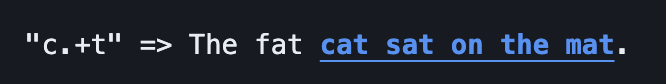 "c.+t" => The fat cat sat on the mat.